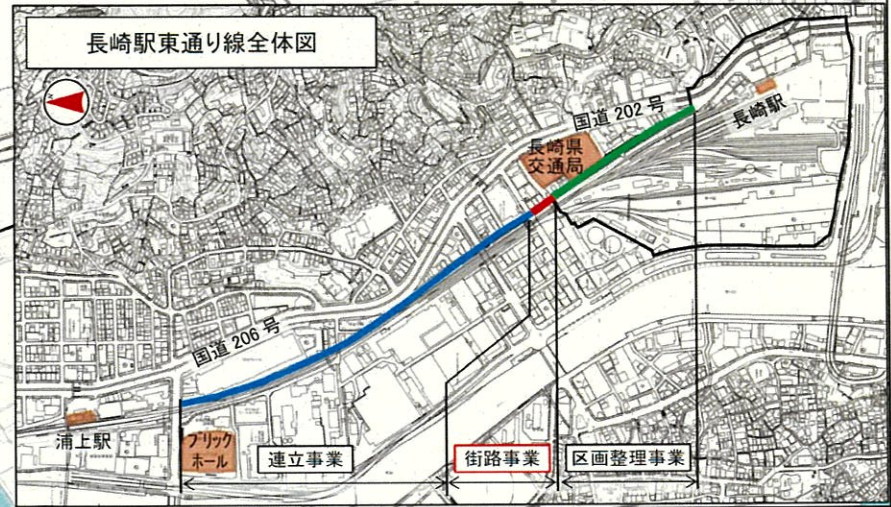 長崎駅東通り線全体図
国道 202 号
長崎駅
長崎県
交通局
国道 206 号
浦上駅
ブリック
ホール
連立事業
街路事業
区画整理事業